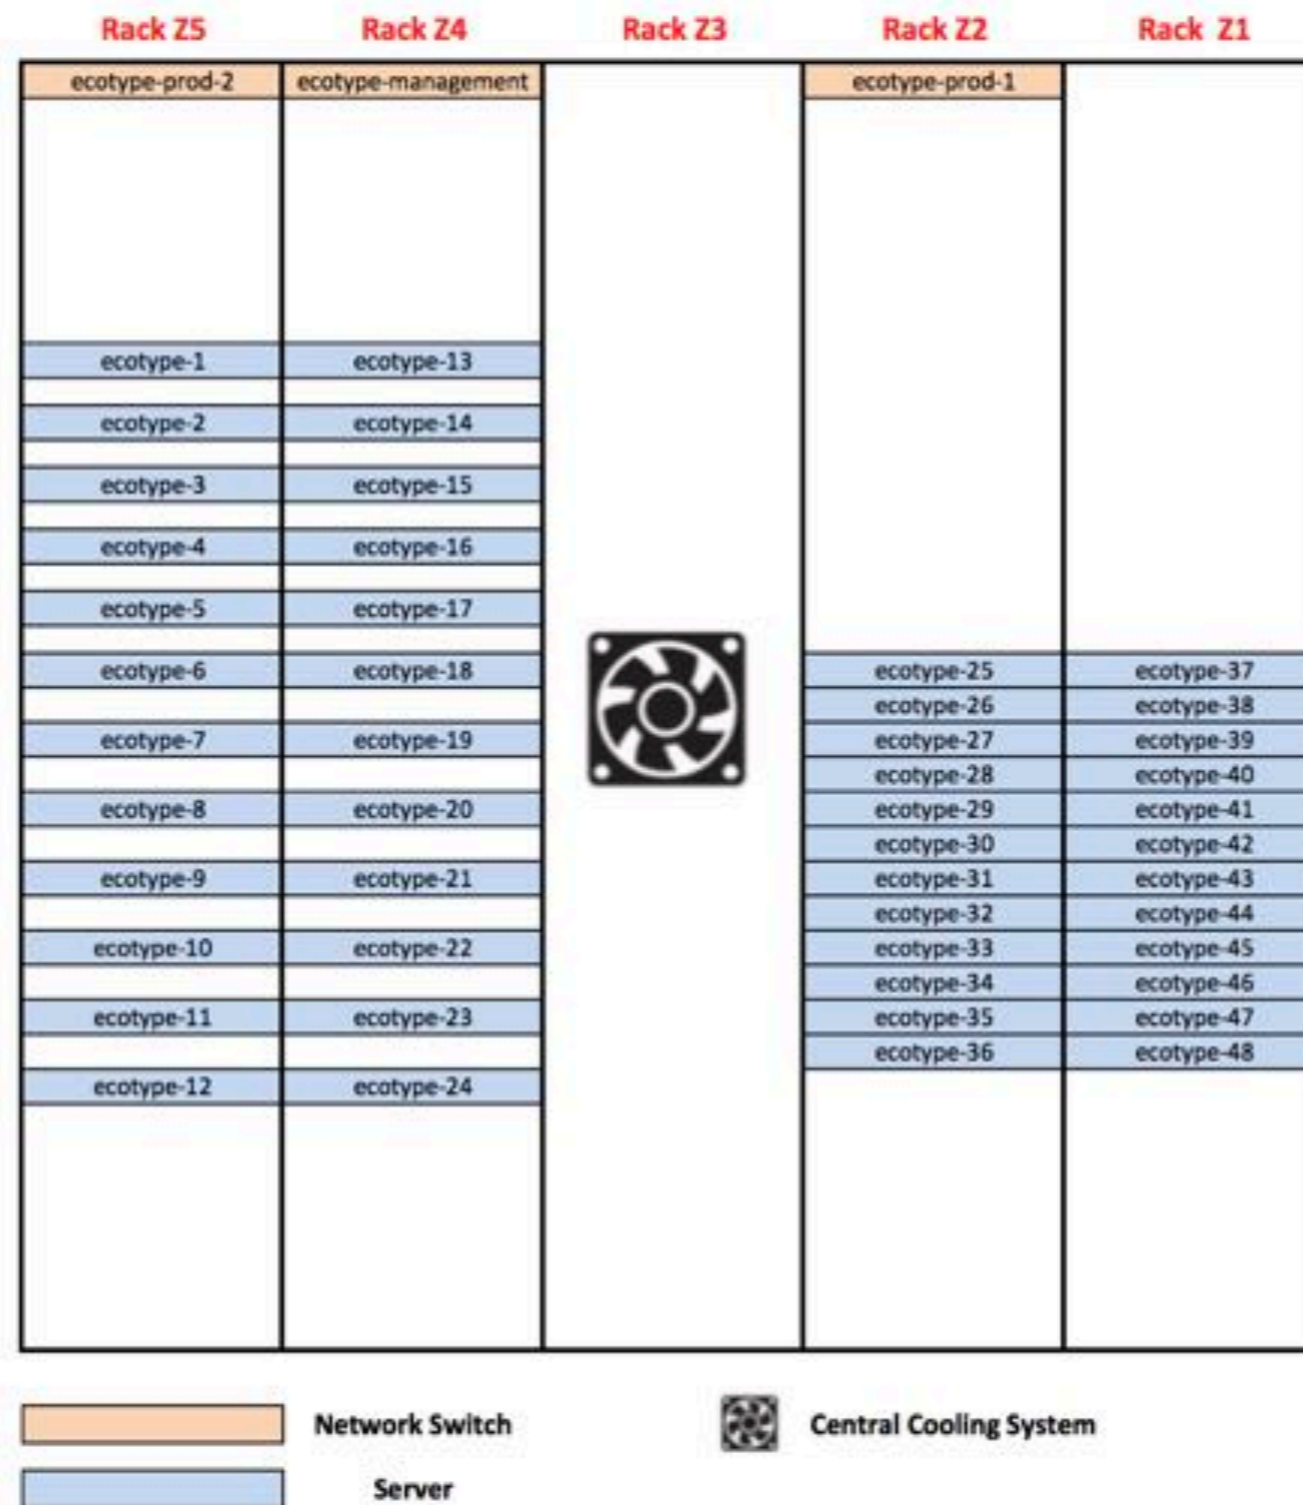 Rack Z5 Rack Z4 Rack Z3 Rack Z2 Rack Z1
ecotype-prod-2 ecotype-management ecotype-prod-1
ecotype-1 ecotype-13
ecotype-2 ecotype-14
ecotype-3 ecotype-15
ecotype-4 ecotype-16
ecotype-5 ecotype-17
ecotype-6 ecotype-18 ecotype-25 ecotype-37
ecotype-26 ecotype-38
ecotype-7 ecotype-19 ecotype-27 ecotype-39
ecotype-28 ecotype-40
ecotype-8 ecotype-20 ecotype-29 ecotype-41
ecotype-30 ecotype-42
ecotype-9 ecotype-21 ecotype-31 ecotype-43
ecotype-32 ecotype-44
ecotype-10 ecotype-22 ecotype-33 ecotype-45
ecotype-34 ecotype-46
ecotype-11 ecotype-23 ecotype-35 ecotype-47
ecotype-36 ecotype-48
ecotype-12 ecotype-24
Network Switch Central Cooling System
Server